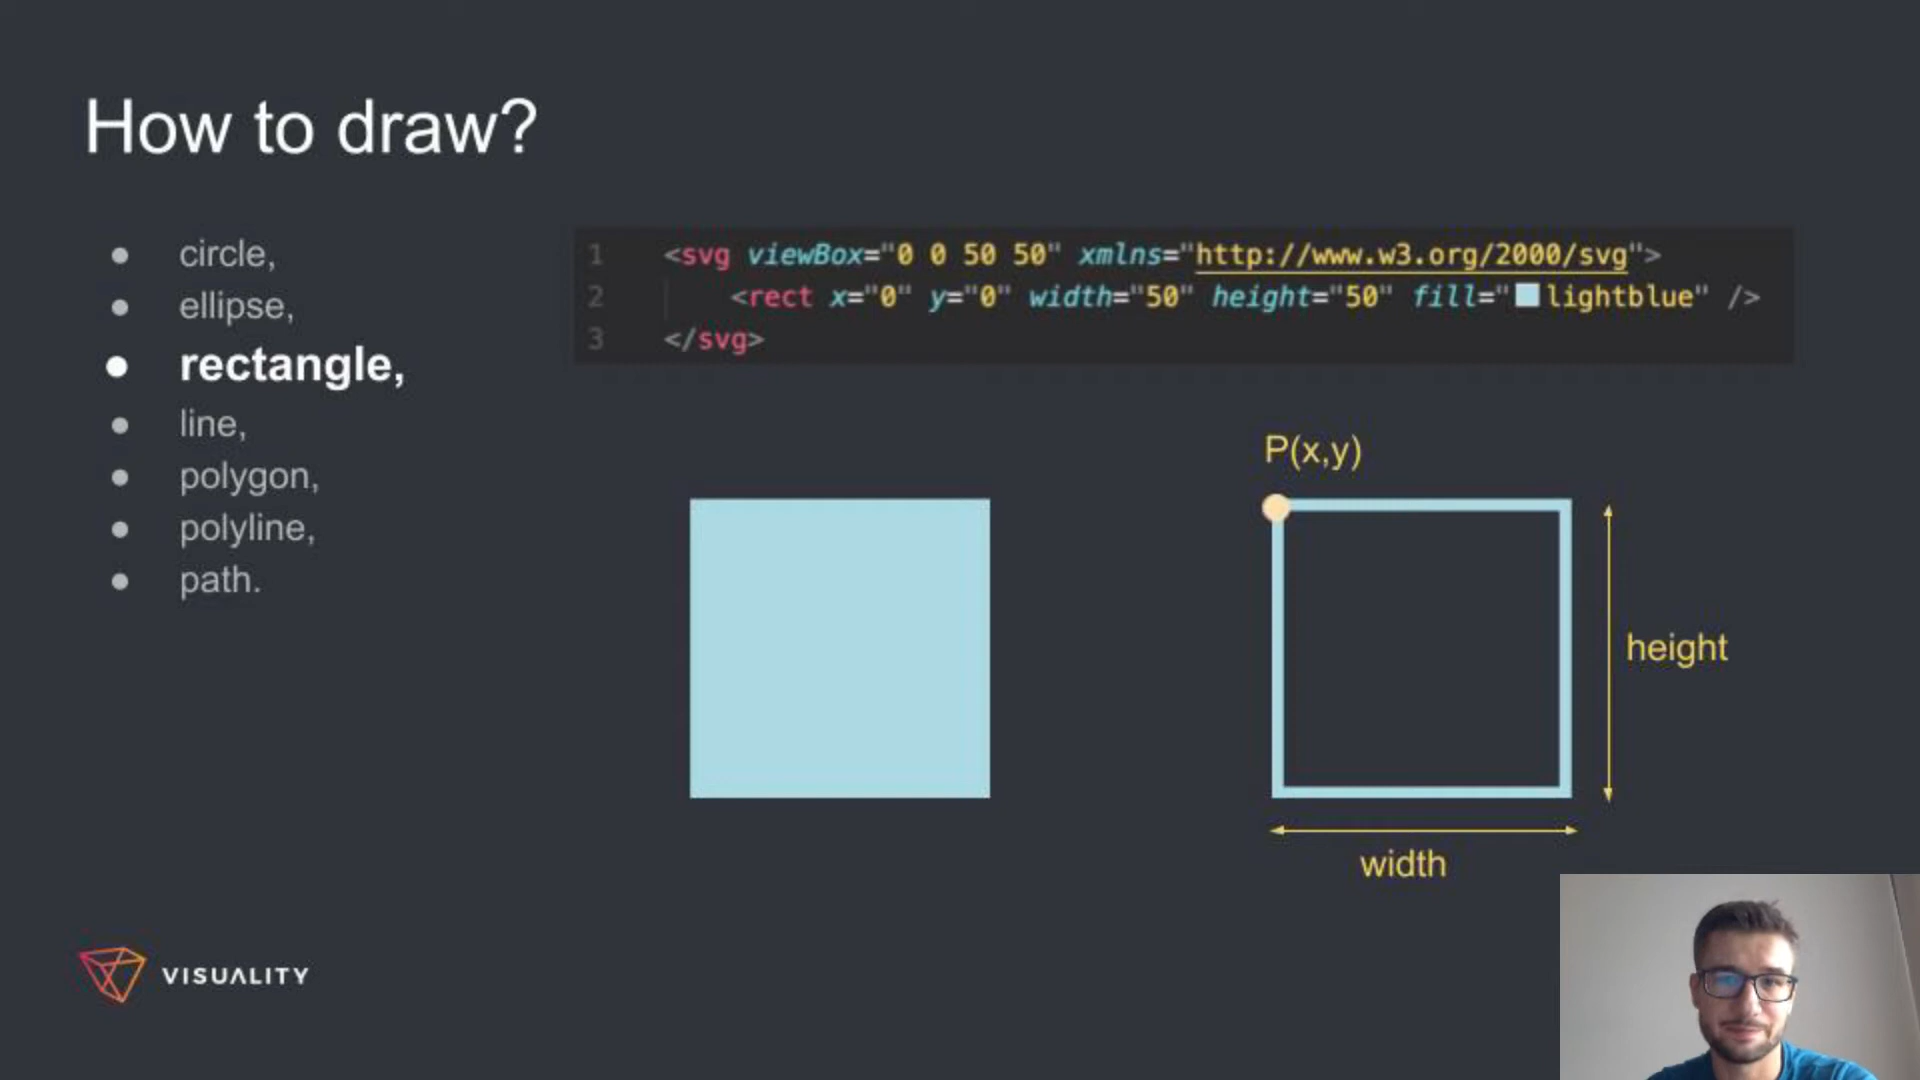 How to draw?
● circle,
● ellipse,
● rectangle,
● line,
● polygon,
● polyline,
● path.
1 <svg viewBox="0 0 50 50" xmlns="http://www.w3.org/2000/svg">
2 <rect x="0" y="0" width="50" height="50" fill="lightblue" />
3 </svg>
P(x,y)
height
width
VISUALITY